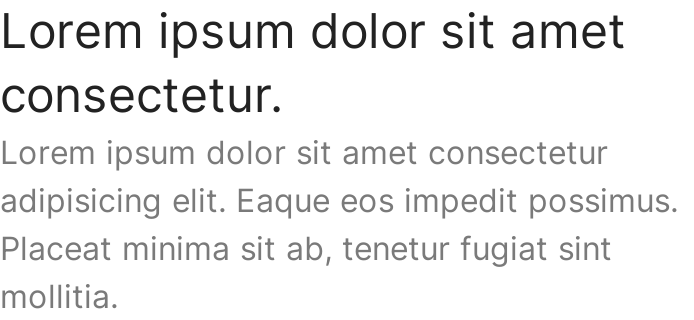 Lorem ipsum dolor sit amet
consectetur.
Lorem ipsum dolor sit amet consectetur
adipisicing elit. Eaque eos impedit possimus.
Placeat minima sit ab, tenetur fugiat sint
mollitia.